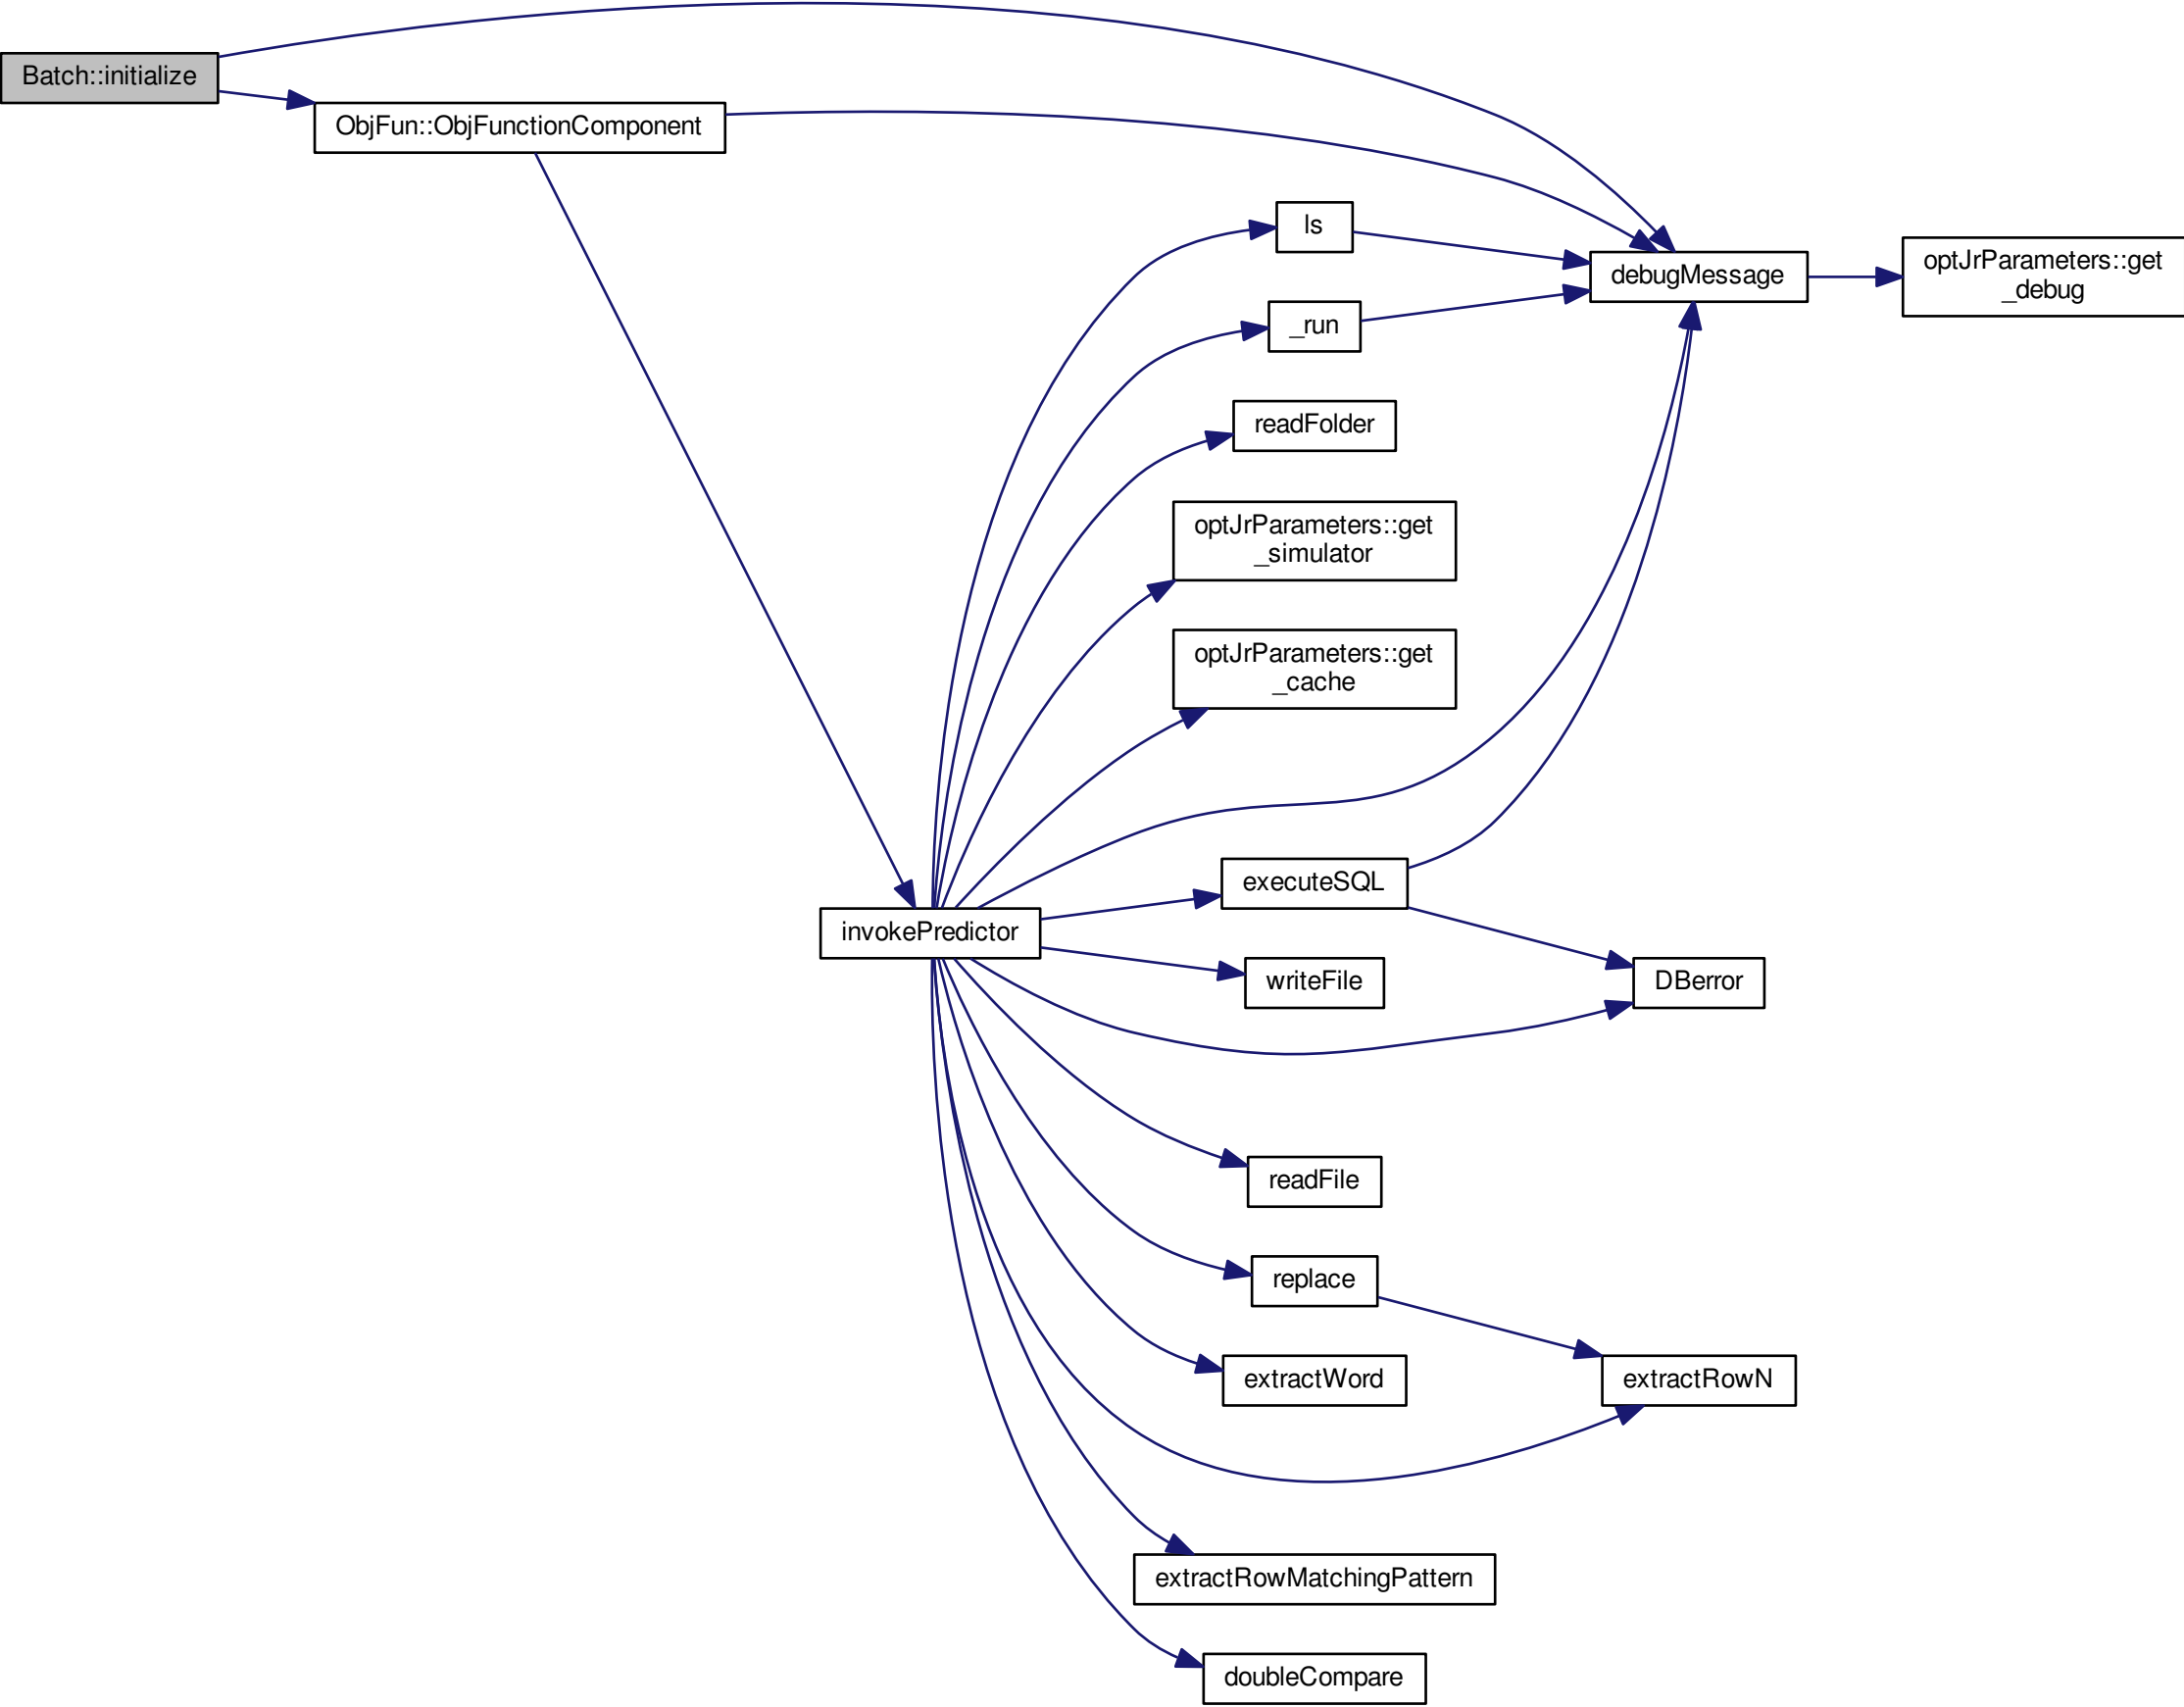 Batch::initialize
ObjFun::ObjFunctionComponent
ls
debugMessage
optJrParameters::get
_debug
_run
readFolder
optJrParameters::get
_simulator
optJrParameters::get
_cache
executeSQL
invokePredictor
writeFile
DBerror
readFile
replace
extractWord
extractRowN
extractRowMatchingPattern
doubleCompare